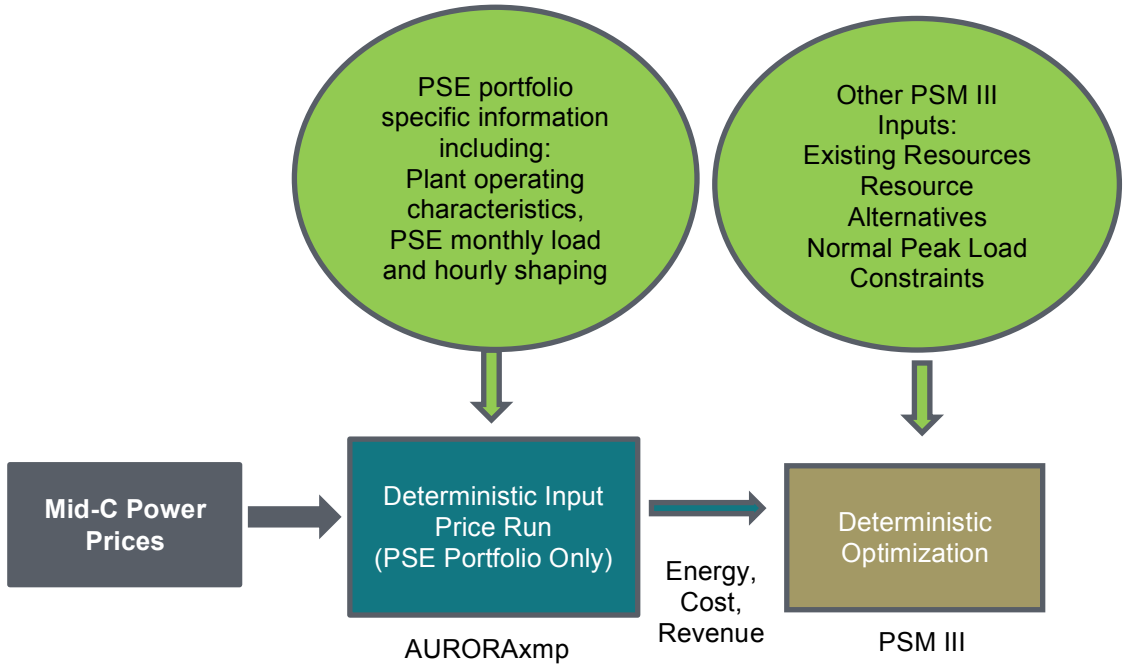 PSE portfolio
specific information
including:
Plant operating
characteristics,
PSE monthly load
and hourly shaping
Other PSM III
Inputs:
Existing Resources
Resource
Alternatives
Normal Peak Load
Constraints
Mid-C Power
Prices
Deterministic Input
Price Run
(PSE Portfolio Only)
AURORAxmp
Energy,
Cost,
Revenue
Deterministic
Optimization
PSM III